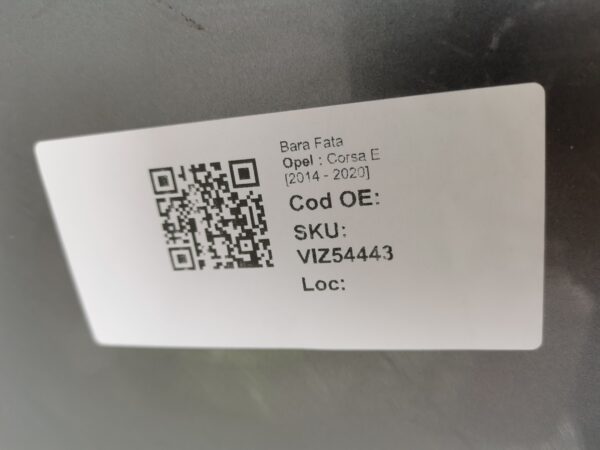 Bara Fata
Opel : Corsa E
[2014 - 2020]
Cod OE:
SKU:
VIZ54443
Loc: